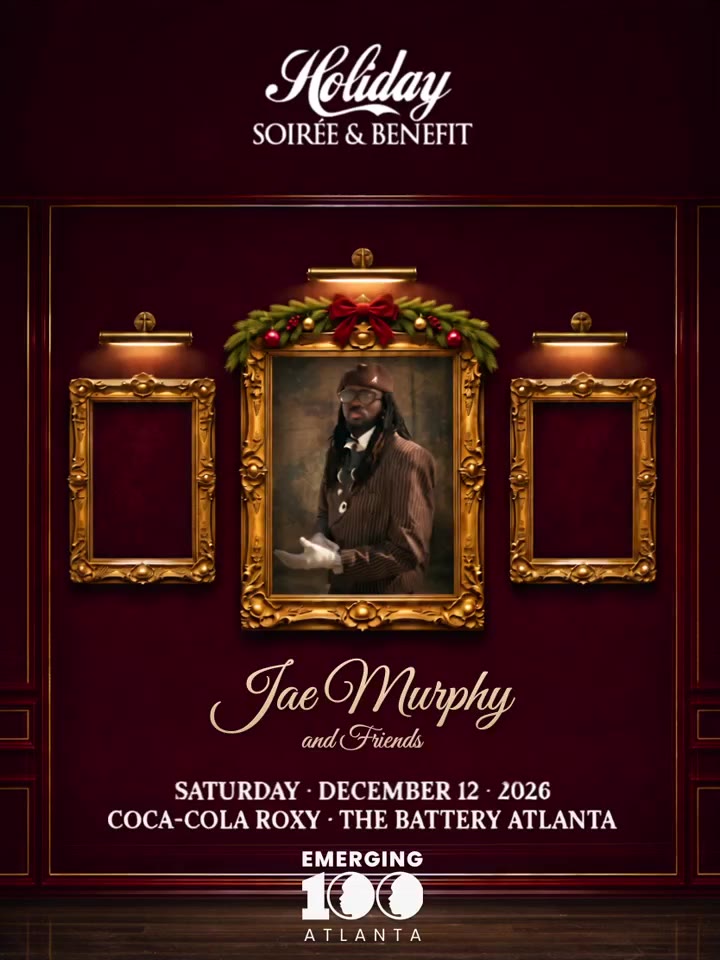 Holiday
SOIRÉE & BENEFIT
Jae Murphy
and Friends
SATURDAY · DECEMBER 12 · 2026
COCA-COLA ROXY · THE BATTERY ATLANTA
EMERGING
100
ATLANTA